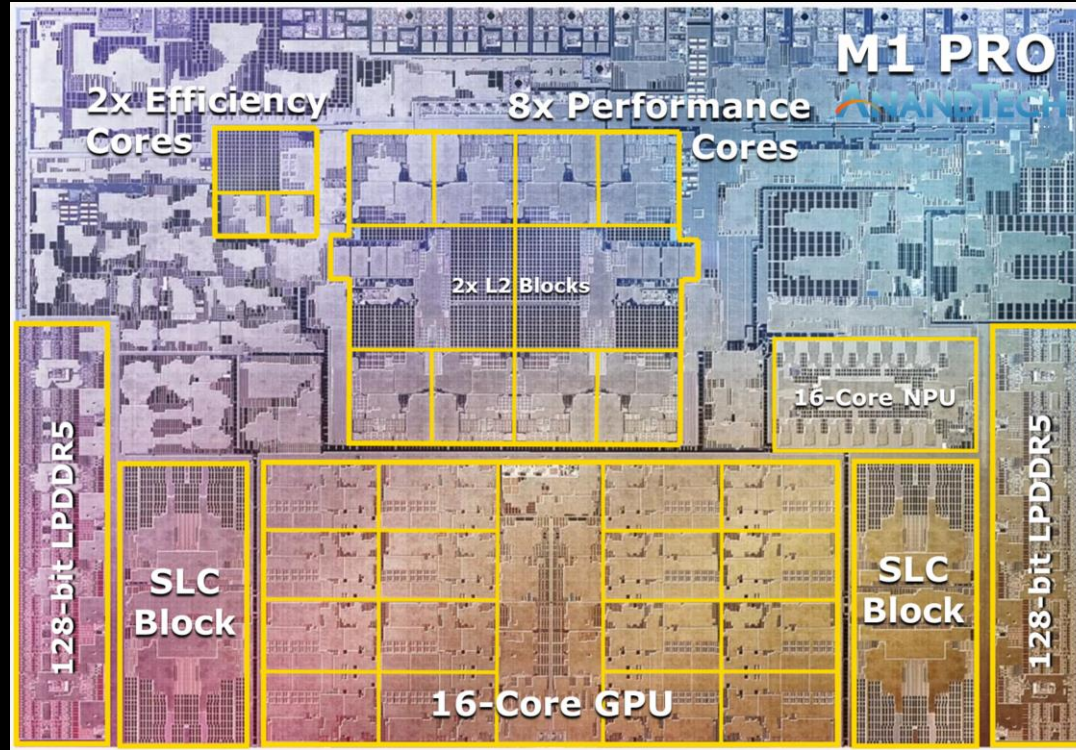 M1 PRO
ANANDTECH
2x Efficiency
Cores
8x Performance
Cores
2x L2 Blocks
16-Core NPU
128-bit LPDDR5
SLC
Block
16-Core GPU
SLC
Block
128-bit LPDDR5